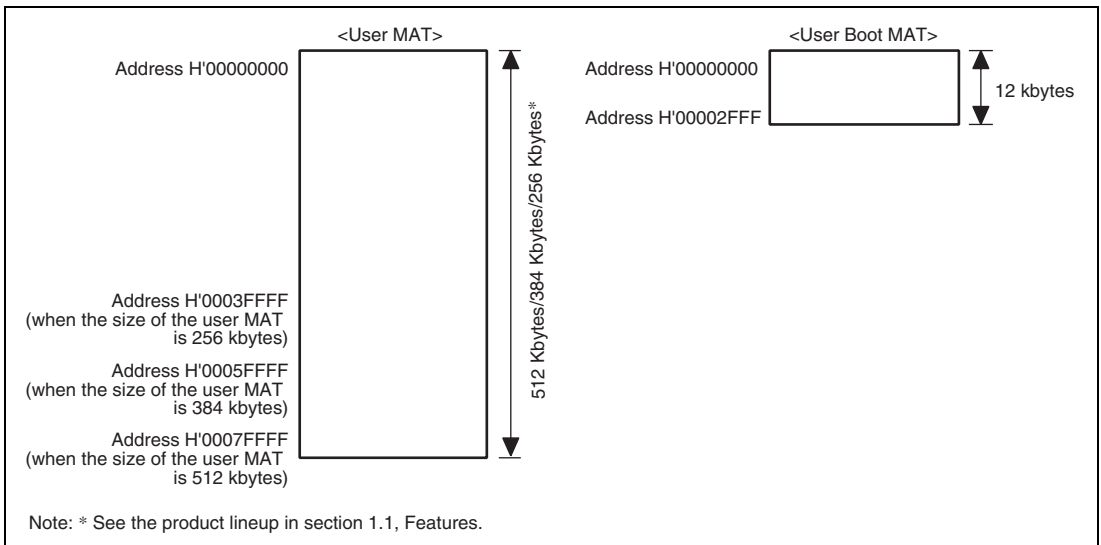 <User MAT>
Address H'00000000
Address H'0003FFFF
(when the size of the user MAT
is 256 kbytes)
Address H'0005FFFF
(when the size of the user MAT
is 384 kbytes)
Address H'0007FFFF
(when the size of the user MAT
is 512 kbytes)
512 Kbytes/384 Kbytes/256 Kbytes*
<User Boot MAT>
Address H'00000000
Address H'00002FFF
12 kbytes
Note: * See the product lineup in section 1.1, Features.